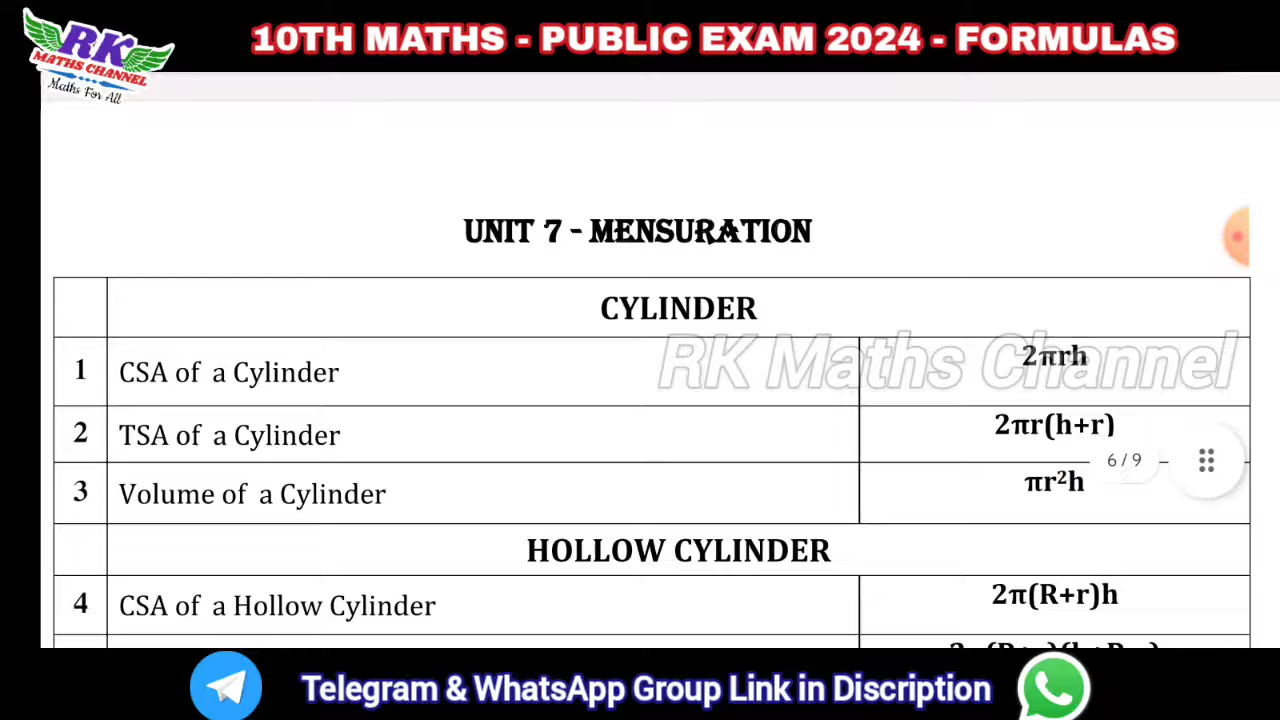 RK
MATHS CHANNEL
Maths For All
10TH MATHS - PUBLIC EXAM 2024 - FORMULAS
UNIT 7 - MENSURATION
CYLINDER
RK Maths Channel
1 CSA of a Cylinder 2πrh
2 TSA of a Cylinder 2πr(h+r)
6 / 9
3 Volume of a Cylinder πr²h
HOLLOW CYLINDER
4 CSA of a Hollow Cylinder 2π(R+r)h
Telegram & WhatsApp Group Link in Discription